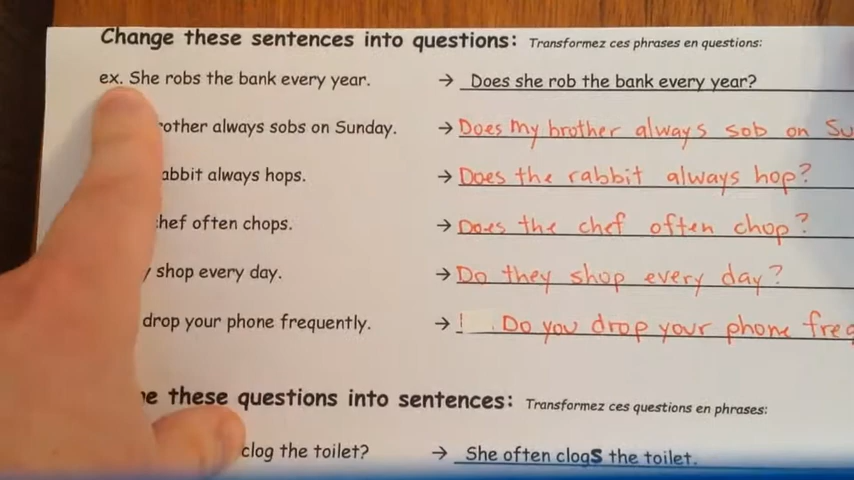 Change these sentences into questions: Transformez ces phrases en questions:
ex. She robs the bank every year. → Does she rob the bank every year?
always sobs on Sunday. → Does my brother always sob on
always hops. → Does the rabbit always hop?
often chops. → Does the chef often chop?
shop every day. → Do they shop every day?
drop your phone frequently. → Do you drop your phone
these questions into sentences: Transformez ces questions en phrases:
clog the toilet? → She often clogS the toilet.